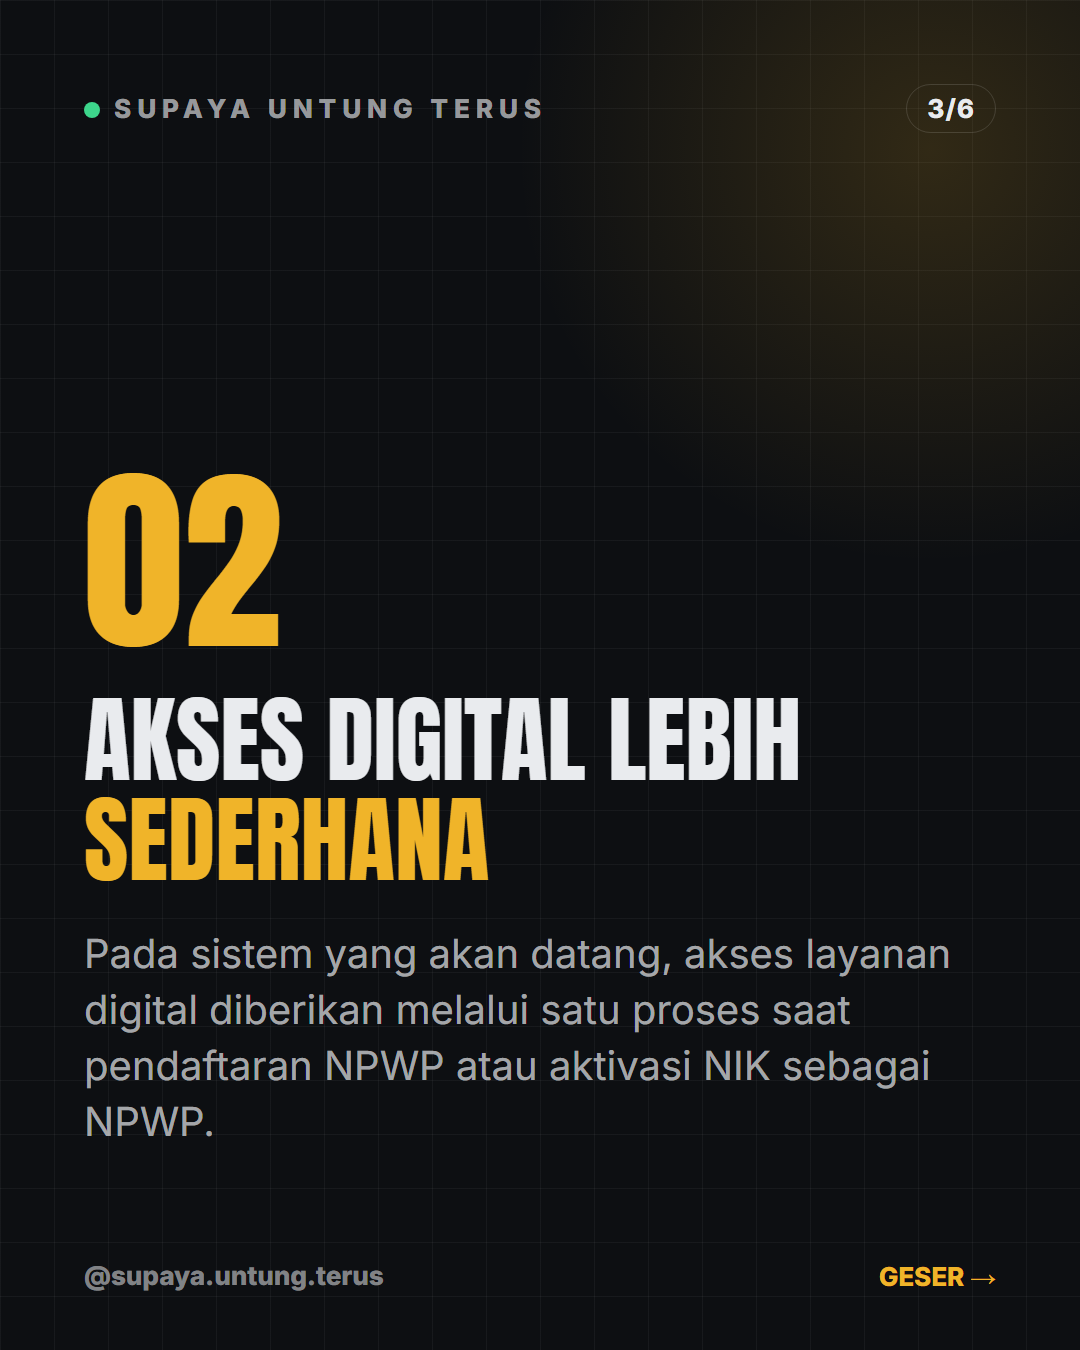 SUPAYA UNTUNG TERUS
3/6
02
AKSES DIGITAL LEBIH
SEDERHANA
Pada sistem yang akan datang, akses layanan
digital diberikan melalui satu proses saat
pendaftaran NPWP atau aktivasi NIK sebagai
NPWP.
@supaya.untung.terus
GESER →